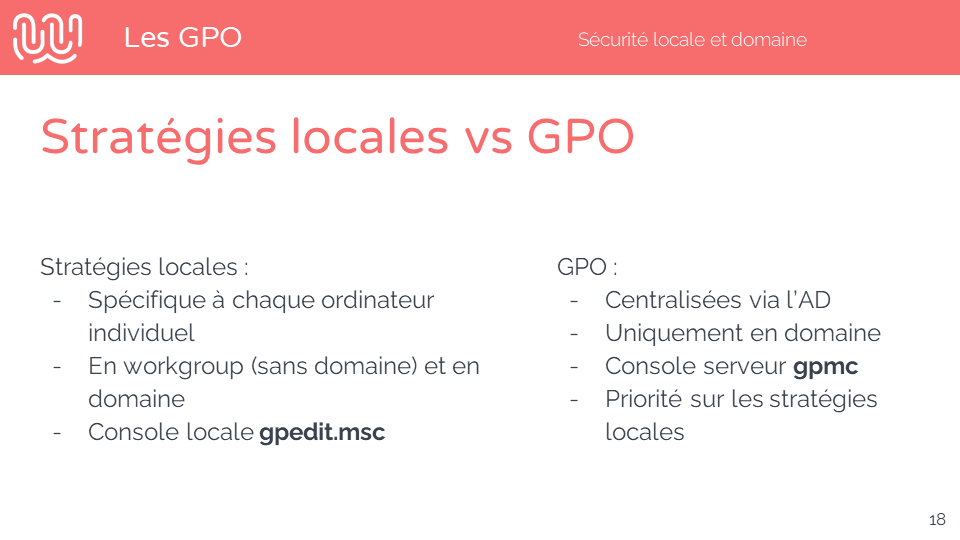 Les GPO
Sécurité locale et domaine
Stratégies locales vs GPO
Stratégies locales :
- Spécifique à chaque ordinateur
individuel
- En workgroup (sans domaine) et en
domaine
- Console locale gpedit.msc
GPO :
- Centralisées via l’AD
- Uniquement en domaine
- Console serveur gpmc
- Priorité sur les stratégies
locales
18